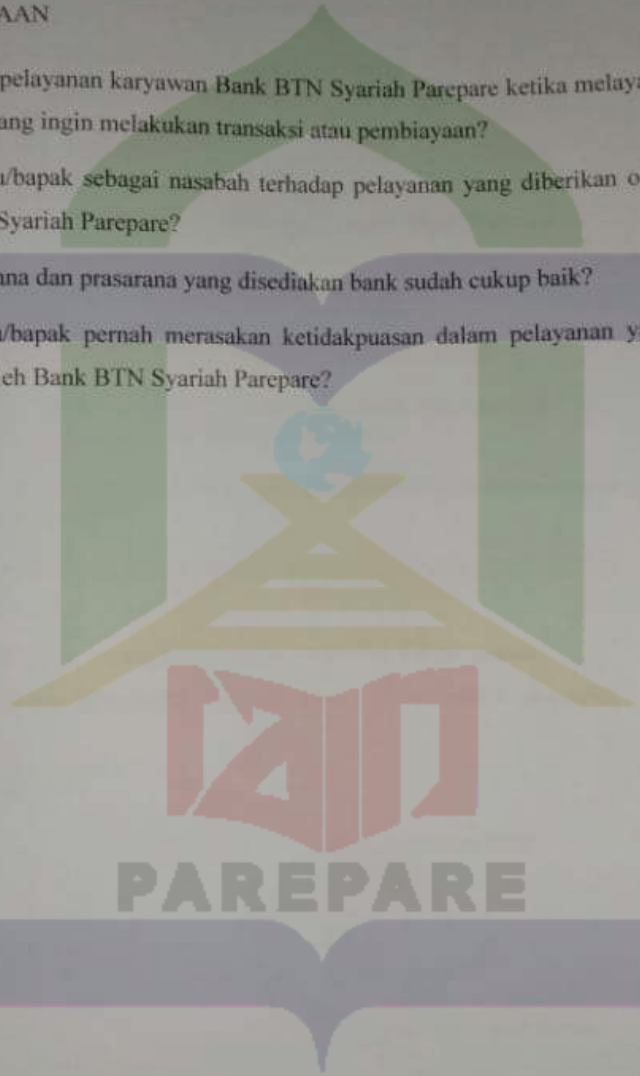 AAN
pelayanan karyawan Bank BTN Syariah Parepare ketika melaya
ang ingin melakukan transaksi atau pembiayaan?
/bapak sebagai nasabah terhadap pelayanan yang diberikan o
Syariah Parepare?
ana dan prasarana yang disediakan bank sudah cukup baik?
/bapak pernah merasakan ketidakpuasan dalam pelayanan y
eh Bank BTN Syariah Parepare?
iain
PAREPARE